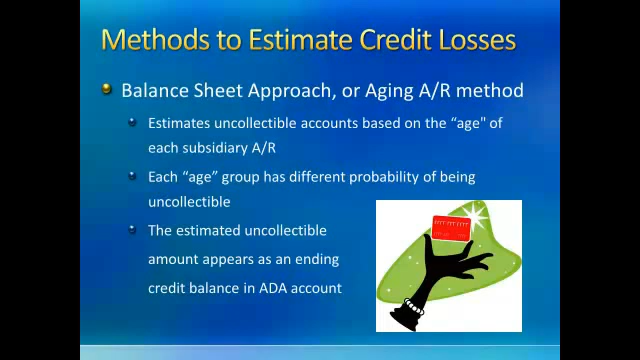 Methods to Estimate Credit Losses
Balance Sheet Approach, or Aging A/R method
Estimates uncollectible accounts based on the “age" of
each subsidiary A/R
Each “age” group has different probability of being
uncollectible
The estimated uncollectible
amount appears as an ending
credit balance in ADA account